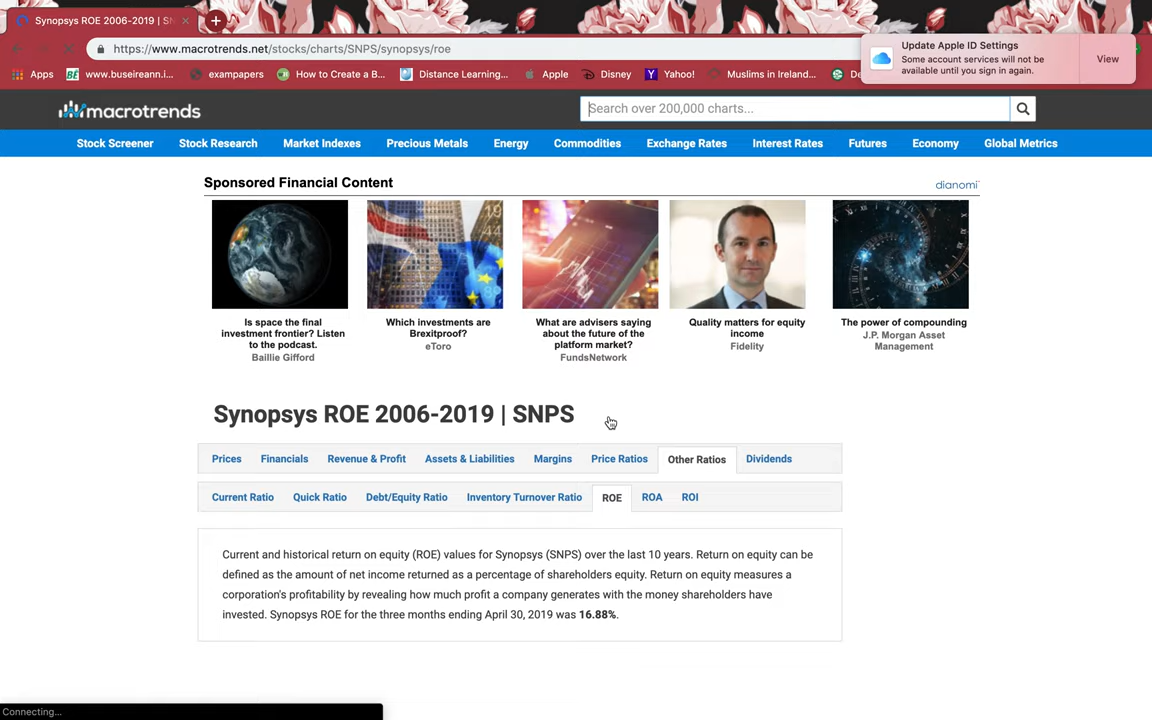 Synopsys ROE 2006-2019 | SN
https://www.macrotrends.net/stocks/charts/SNPS/synopsys/roe
Update Apple ID Settings
Some account services will not be
available until you sign in again.
View
Apps
www.buseireann.i...
exampapers
How to Create a B...
Distance Learning...
Apple
Disney
Yahoo!
Muslims in Ireland...
macrotrends
Search over 200,000 charts...
Stock Screener
Stock Research
Market Indexes
Precious Metals
Energy
Commodities
Exchange Rates
Interest Rates
Futures
Economy
Global Metrics
Sponsored Financial Content
dianomi
Is space the final
investment frontier? Listen
to the podcast.
Baillie Gifford
Which investments are
Brexitproof?
eToro
What are advisers saying
about the future of the
platform market?
FundsNetwork
Quality matters for equity
income
Fidelity
The power of compounding
J.P. Morgan Asset
Management
Synopsys ROE 2006-2019 | SNPS
Prices
Financials
Revenue & Profit
Assets & Liabilities
Margins
Price Ratios
Other Ratios
Dividends
Current Ratio
Quick Ratio
Debt/Equity Ratio
Inventory Turnover Ratio
ROE
ROA
ROI
Current and historical return on equity (ROE) values for Synopsys (SNPS) over the last 10 years. Return on equity can be
defined as the amount of net income returned as a percentage of shareholders equity. Return on equity measures a
corporation's profitability by revealing how much profit a company generates with the money shareholders have
invested. Synopsys ROE for the three months ending April 30, 2019 was 16.88%.
Connecting...